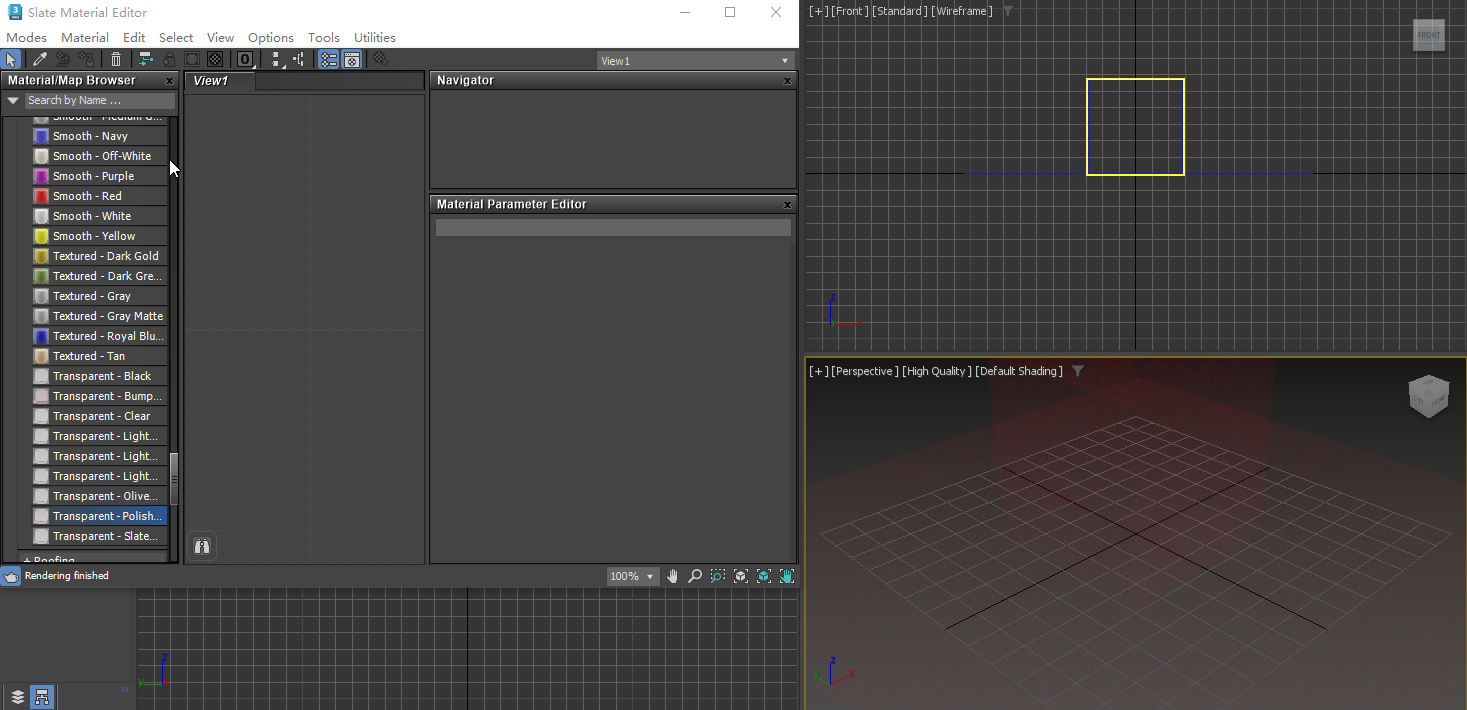 Slate Material Editor
Modes Material Edit Select View Options Tools Utilities
View1
Material/Map Browser
Search by Name ...
Smooth - Medium G...
Smooth - Navy
Smooth - Off-White
Smooth - Purple
Smooth - Red
Smooth - White
Smooth - Yellow
Textured - Dark Gold
Textured - Dark Gre...
Textured - Gray
Textured - Gray Matte
Textured - Royal Blu...
Textured - Tan
Transparent - Black
Transparent - Bump...
Transparent - Clear
Transparent - Light...
Transparent - Light...
Transparent - Light...
Transparent - Olive...
Transparent - Polish...
Transparent - Slate...
+ Roofing
View1
Navigator
Material Parameter Editor
Rendering finished
100%
[+] [Front ] [Standard ] [Wireframe ]
FRONT
z
[+] [Perspective ] [High Quality ] [Default Shading ]
LEFT
FRONT
z
y
x
z
y